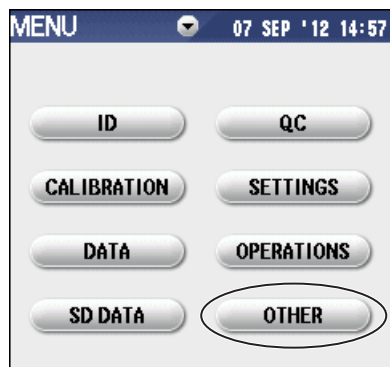 MENU 07 SEP '12 14:57
ID QC
CALIBRATION SETTINGS
DATA OPERATIONS
SD DATA OTHER